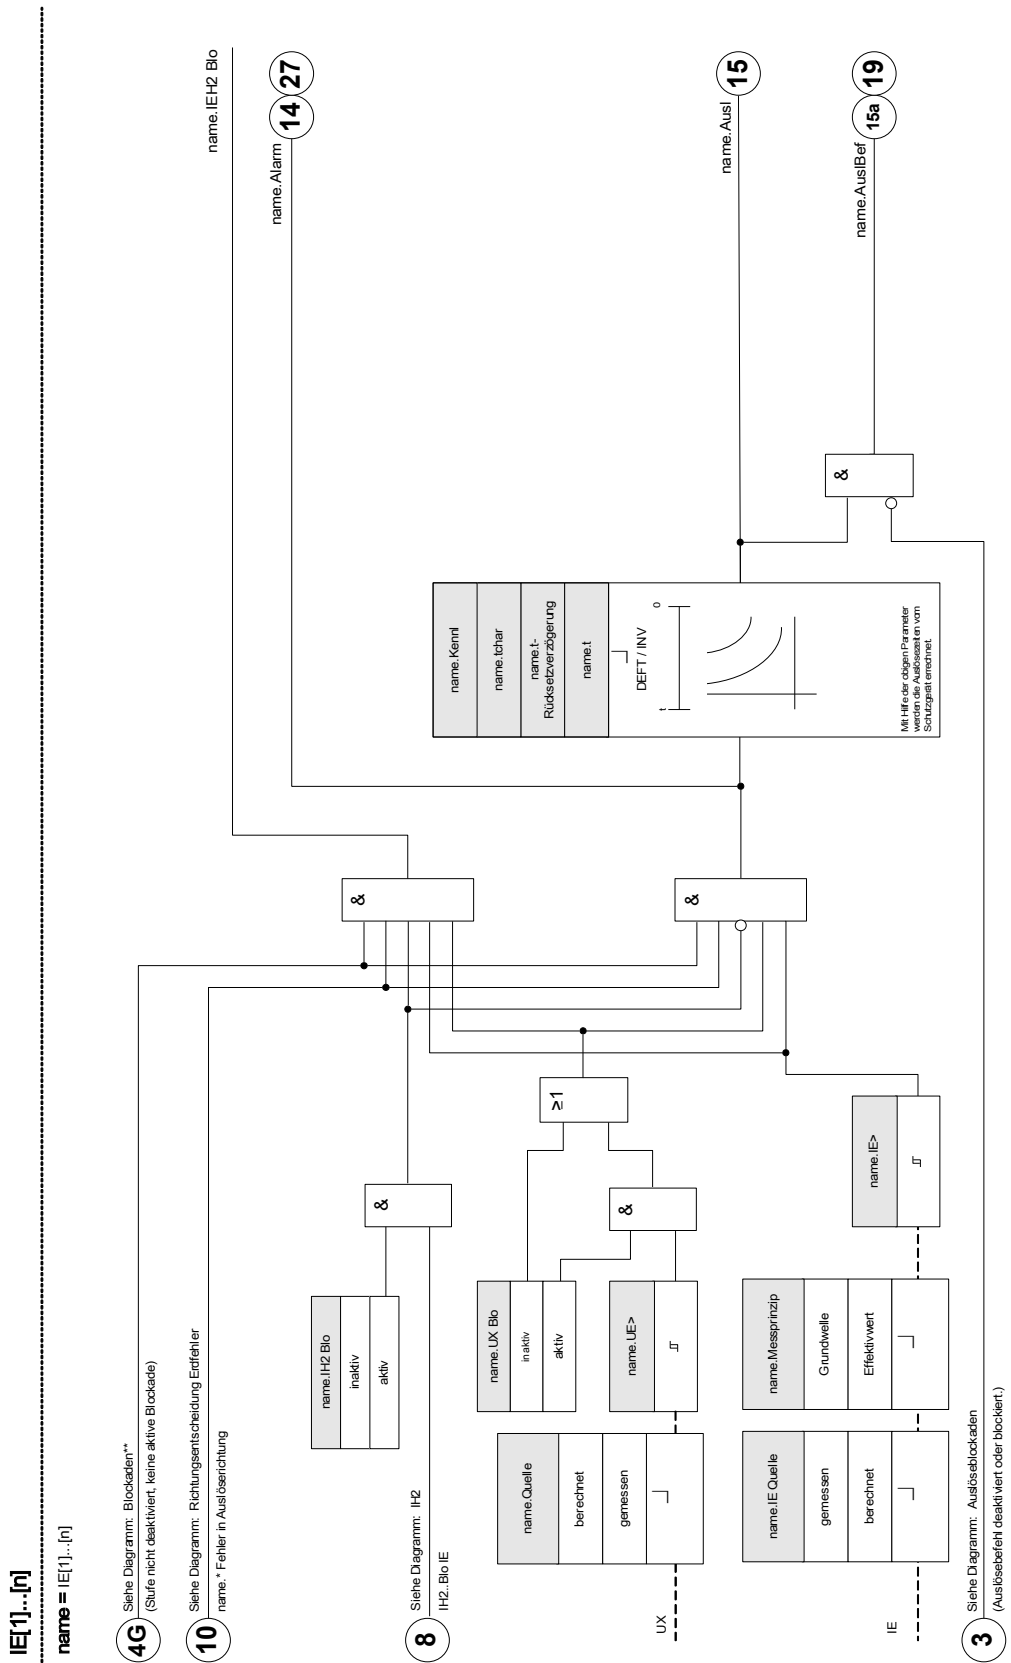 IE[1]...[n]
name = IE[1]...[n]
4G
Siehe Diagramm: Blockaden**
(Stufe nicht deaktiviert, keine aktive Blockade)
10
Siehe Diagramm: Richtungsentscheidung Erdfehler
name.* Fehler in Auslöserichtung
name.IH2 Blo
inaktiv
aktiv
8
Siehe Diagramm: IH2
IH2..Blo IE
&
name.UX Blo
inaktiv
aktiv
UX
name.Quelle
berechnet
gemessen
name.UE>
&
≥1
IE
name.IE Quelle
gemessen
berechnet
name.Messprinzip
Grundwelle
Effektivwert
name.IE>
3
Siehe Diagramm: Auslöseblockaden
(Auslösebefehl deaktiviert oder blockiert.)
&
&
name.Kennl
name.tchar
name.t-
Rücksetzverzögerung
name.t
DEFT / INV
t
0
Mit Hilfe der obigen Parameter
werden die Auslösezeiten vom
Schutzgerät errechnet.
&
name.IEH2 Blo
name.Alarm
14
27
name.Ausl
15
name.AuslBef
15a
19